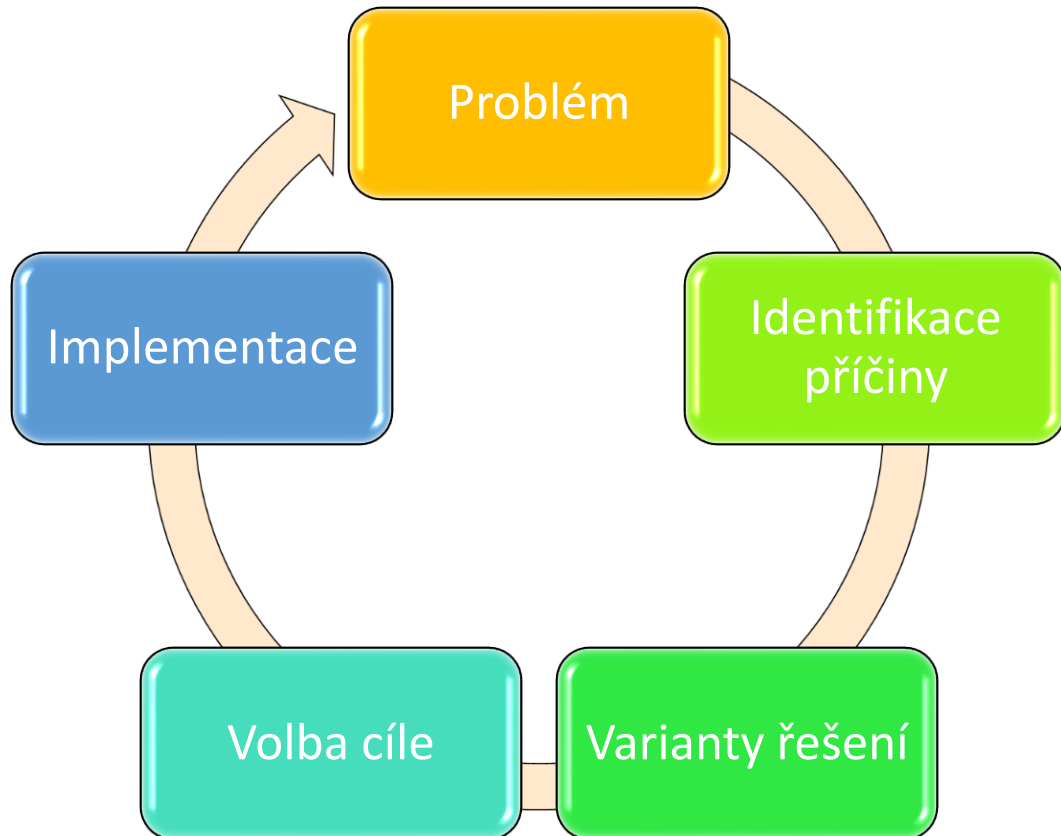 Problém
Identifikace
příčiny
Varianty řešení
Volba cíle
Implementace